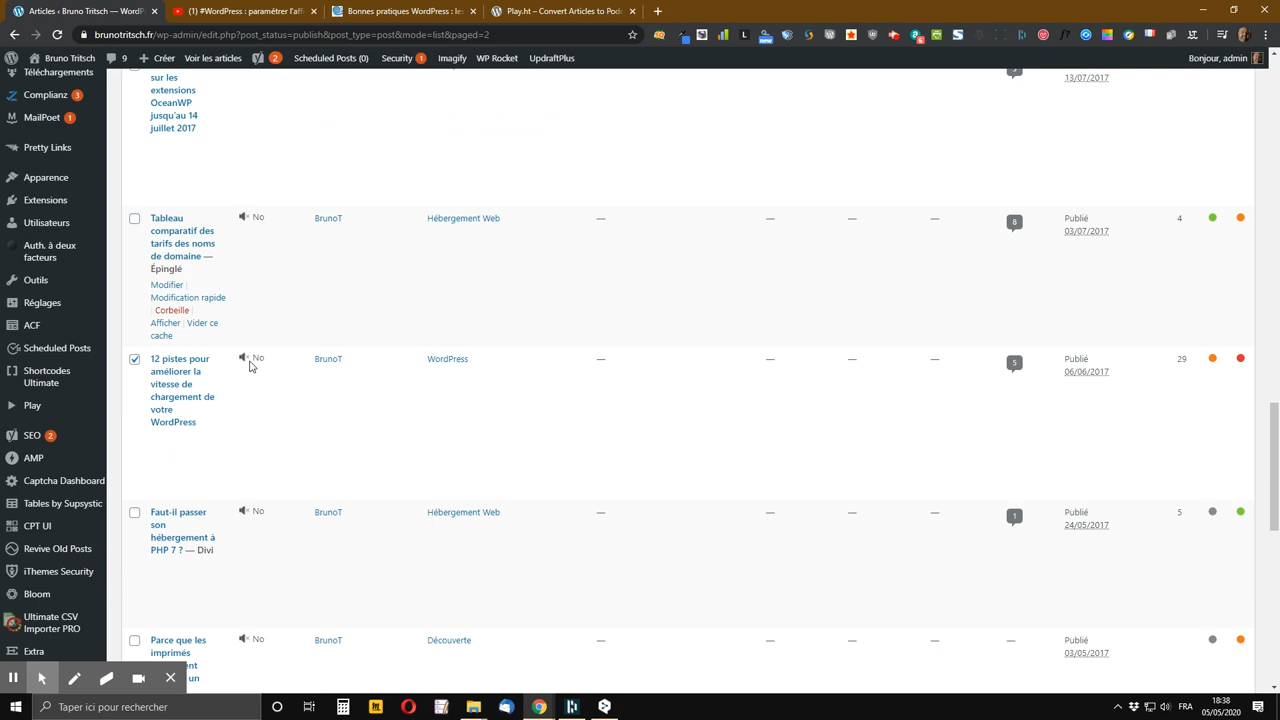 Articles « Bruno Tritsch — WordPr
(1) #WordPress : paramétrer l'aff
Bonnes pratiques WordPress : les
Play.ht – Convert Articles to Pod
brunotritsch.fr/wp-admin/edit.php?post_status=publish&post_type=post&mode=list&paged=2
Bruno Tritsch
9
Créer
Voir les articles
2
Scheduled Posts (0)
Security 1
Imagify
WP Rocket
UpdraftPlus
Bonjour, admin
Téléchargements
Complianz 3
MailPoet 1
Pretty Links
Apparence
Extensions
Utilisateurs
Auth. à deux
facteurs
Outils
Réglages
ACF
Scheduled Posts
Shortcodes
Ultimate
Play
SEO 2
AMP
Captcha Dashboard
Tables by Supsystic
CPT UI
Revive Old Posts
iThemes Security
Bloom
Ultimate CSV
Importer PRO
Extra
sur les
extensions
OceanWP
jusqu'au 14
juillet 2017
13/07/2017
Tableau
comparatif des
tarifs des noms
de domaine —
Épinglé
Modifier |
Modification rapide
| Corbeille |
Afficher | Vider ce
cache
No
BrunoT
Hébergement Web
—
—
—
—
8
Publié
03/07/2017
4
12 pistes pour
améliorer la
vitesse de
chargement de
votre
WordPress
No
BrunoT
WordPress
—
—
—
—
5
Publié
06/06/2017
29
Faut-il passer
son
hébergement à
PHP 7 ? — Divi
No
BrunoT
Hébergement Web
—
—
—
—
1
Publié
24/05/2017
5
Parce que les
imprimés
un
No
BrunoT
Découverte
—
—
—
—
—
Publié
03/05/2017
Taper ici pour rechercher
FRA
18:38
05/05/2020